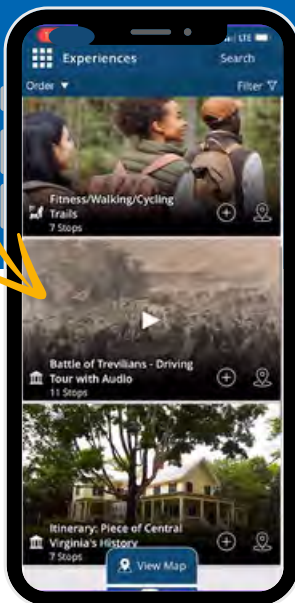 LTE
Experiences
Search
Order
Filter
Fitness/Walking/Cycling
Trails
7 Stops
Battle of Trevilians - Driving
Tour with Audio
11 Stops
Itinerary: Piece of Central
Virginia's History
7 Stops
View Map